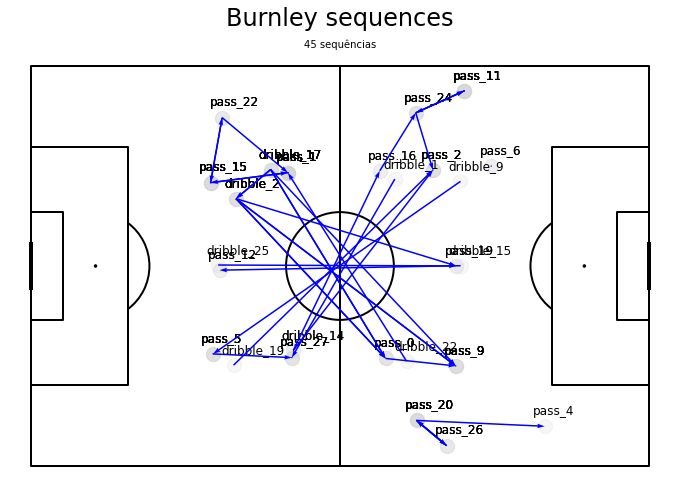 Burnley sequences
45 sequências
pass_11
pass_24
pass_22
pass_6
pass_2
pass_16
dribble_1
dribble_9
dribble_17
pass_1
pass_15
dribble_2
dribble_25
pass_12
dribble_15
pass_19
dribble_14
pass_27
pass_5
dribble_19
pass_0
dribble_22
pass_9
pass_20
pass_4
pass_26